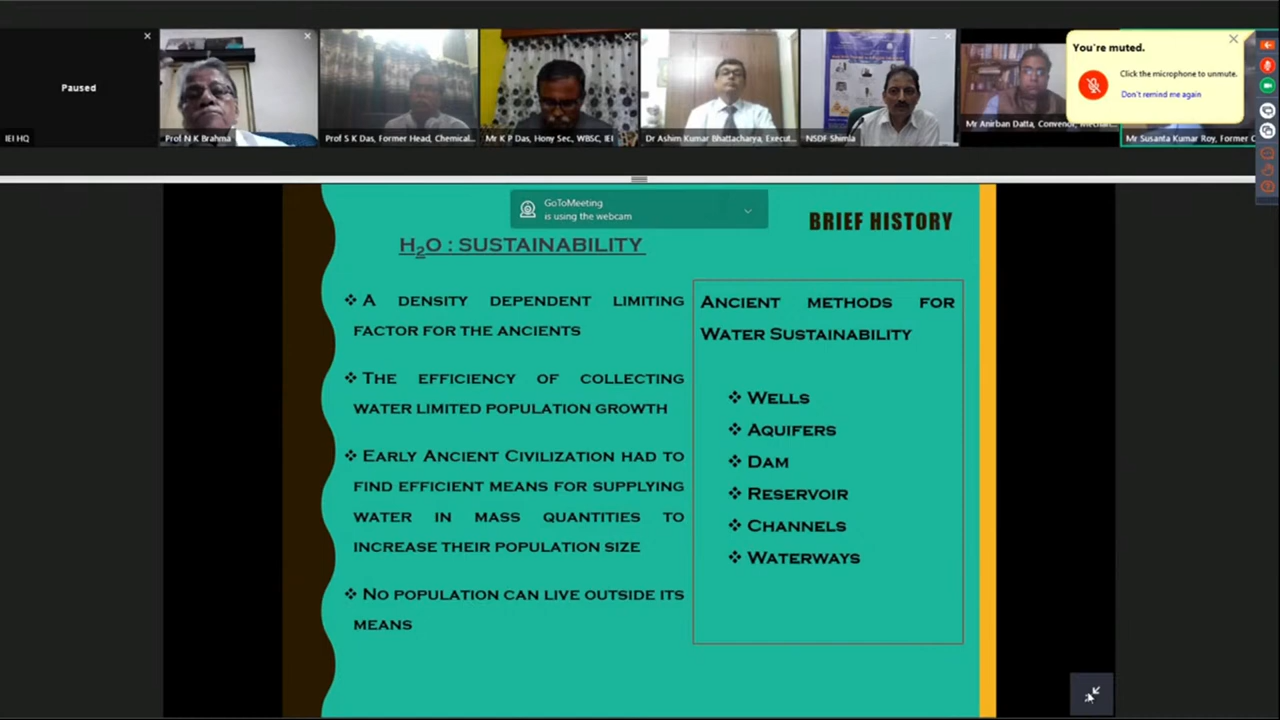 Paused
IEI HQ
Prof N K Brahma
Prof S K Das, Former Head, Chemical...
Mr K P Das, Hony Sec, WBSC, IEI
Dr Ashim Kumar Bhattacharya, Execut...
NSDF Shimla
Mr Anirban Datta, Convenor,
Mr Susanta Kumar Roy, Former C
You're muted.
Click the microphone to unmute.
Don't remind me again
GoToMeeting
is using the webcam
BRIEF HISTORY
H2O : SUSTAINABILITY
❖ A DENSITY DEPENDENT LIMITING
FACTOR FOR THE ANCIENTS
❖ THE EFFICIENCY OF COLLECTING
WATER LIMITED POPULATION GROWTH
❖ EARLY ANCIENT CIVILIZATION HAD TO
FIND EFFICIENT MEANS FOR SUPPLYING
WATER IN MASS QUANTITIES TO
INCREASE THEIR POPULATION SIZE
❖ NO POPULATION CAN LIVE OUTSIDE ITS
MEANS
ANCIENT METHODS FOR
WATER SUSTAINABILITY
❖ WELLS
❖ AQUIFERS
❖ DAM
❖ RESERVOIR
❖ CHANNELS
❖ WATERWAYS